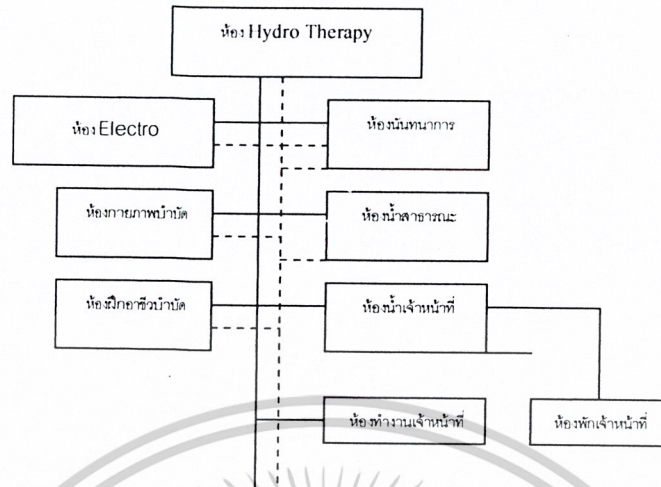 ห้อง Hydro Therapy
ห้อง Electro
ห้องนันทนาการ
ห้องกายภาพบำบัด
ห้องน้ำสาธารณะ
ห้องฝึกอาชีวบำบัด
ห้องน้ำเจ้าหน้าที่
ห้องทำงานเจ้าหน้าที่
ห้องพักเจ้าหน้าที่